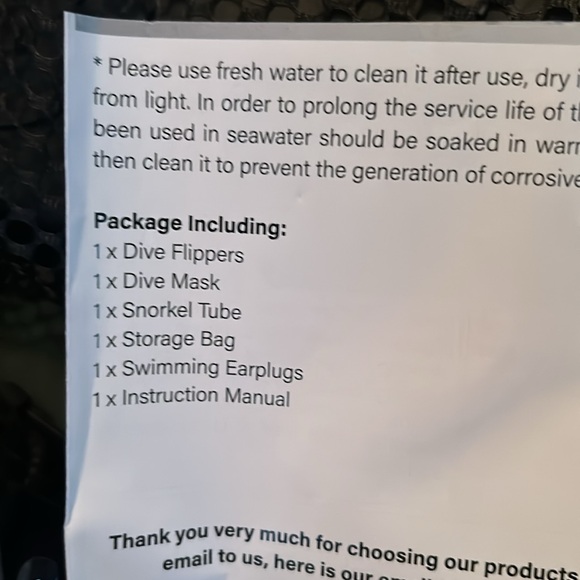 * Please use fresh water to clean it after use, dry
from light. In order to prolong the service life of
been used in seawater should be soaked in
then clean it to prevent the generation of corrosive
Package Including:
1 x Dive Flippers
1 x Dive Mask
1 x Snorkel Tube
1 x Storage Bag
1 x Swimming Earplugs
1 x Instruction Manual
Thank you very much for choosing our products
email to us, here is our